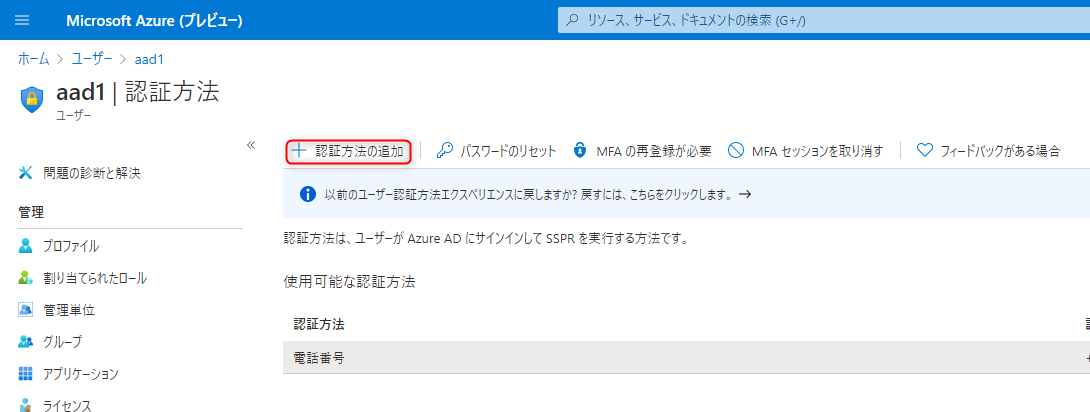 Microsoft Azure (プレビュー)
リソース、サービス、ドキュメントの検索 (G+/)
ホーム > ユーザー > aad1
aad1 | 認証方法
ユーザー
«
+ 認証方法の追加 パスワードのリセット MFA の再登録が必要 MFA セッションを取り消す フィードバックがある場合
以前のユーザー認証方法エクスペリエンスに戻しますか? 戻すには、こちらをクリックします。 →
認証方法は、ユーザーが Azure AD にサインインして SSPR を実行する方法です。
使用可能な認証方法
認証方法
電話番号
問題の診断と解決
管理
プロファイル
割り当てられたロール
管理単位
グループ
アプリケーション
ライセンス